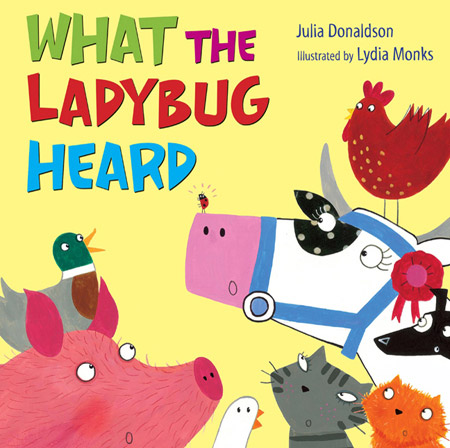 WHAT THE
LADYBUG
HEARD
Julia Donaldson
Illustrated by Lydia Monks